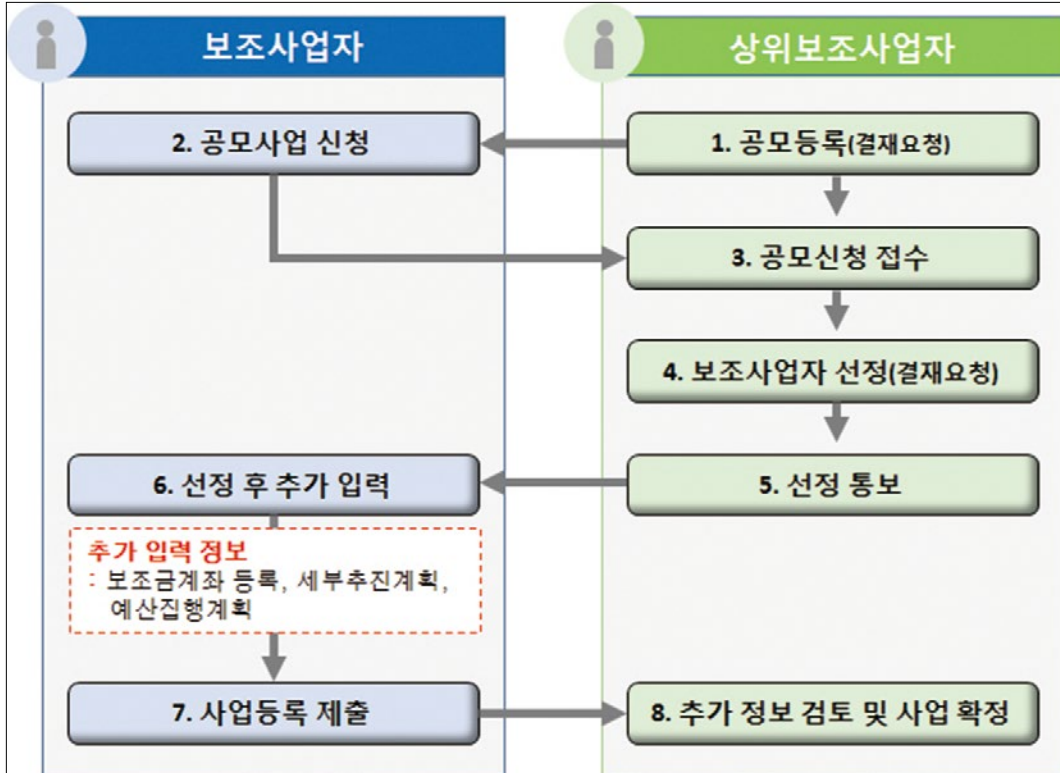 보조사업자
상위보조사업자
2. 공모사업 신청
1. 공모등록(결재요청)
3. 공모신청 접수
4. 보조사업자 선정(결재요청)
6. 선정 후 추가 입력
5. 선정 통보
추가 입력 정보
: 보조금계좌 등록, 세부추진계획,
예산집행계획
7. 사업등록 제출
8. 추가 정보 검토 및 사업 확정